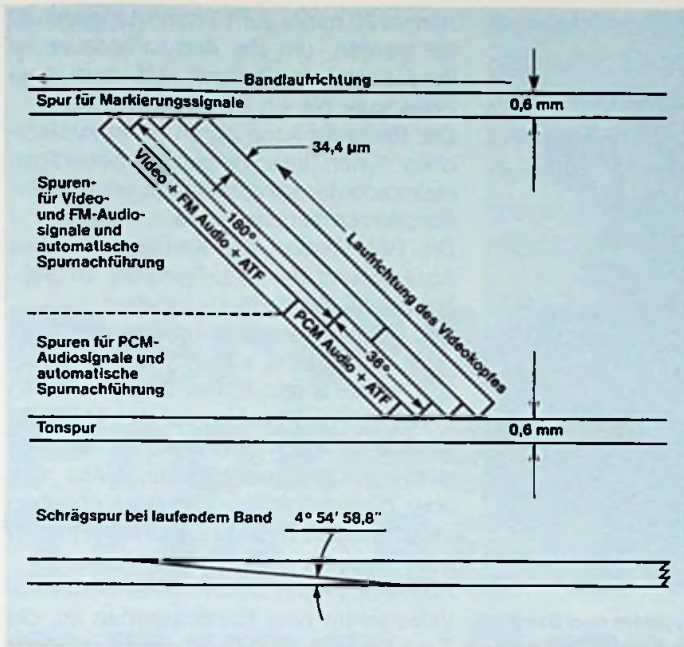 Bandlaufrichtung
Spur für Markierungssignale
0,6 mm
34,4 µm
Spuren-
für Video-
und FM-Audio-
signale und
automatische
Spurnachführung
Video + FM Audio + ATF
180°
Laufrichtung des Videokopfes
Spuren für PCM-
Audiosignale und
automatische
Spurnachführung
PCM Audio + ATF
36°
Tonspur
0,6 mm
Schrägspur bei laufendem Band
4° 54' 58,8"